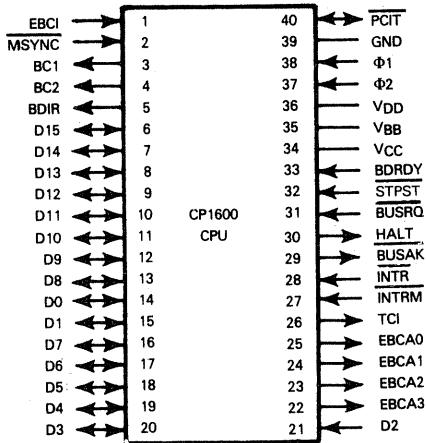 EBCI 1 40 PCIT
MSYNC 2 39 GND
BC1 3 38 Φ1
BC2 4 37 Φ2
BDIR 5 36 VDD
D15 6 35 VBB
D14 7 34 VCC
D13 8 33 BDRDY
D12 9 32 STPST
D11 10 CP1600 31 BUSRQ
D10 11 CPU 30 HALT
D9 12 29 BUSAK
D8 13 28 INTR
D0 14 27 INTRM
D1 15 26 TCI
D7 16 25 EBCA0
D6 17 24 EBCA1
D5 18 23 EBCA2
D4 19 22 EBCA3
D3 20 21 D2